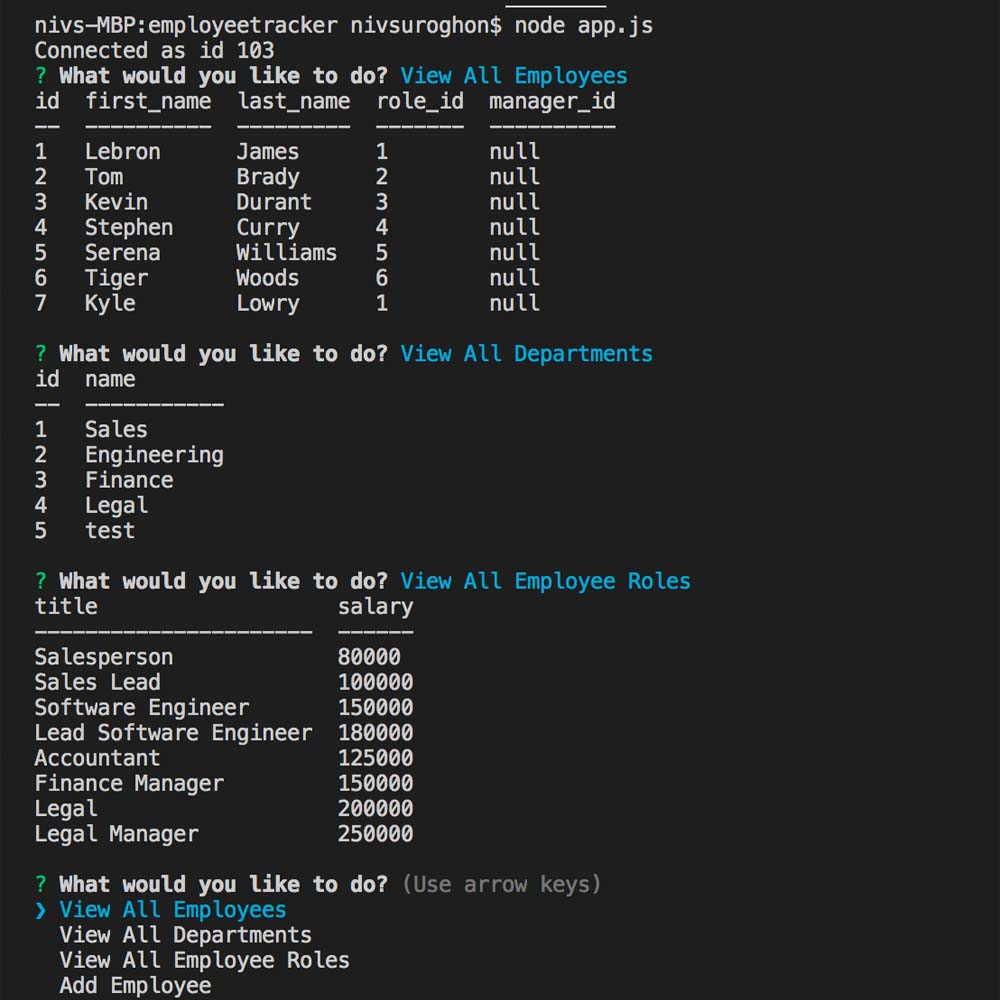 nivs-MBP:employeetracker nivsuroghon$ node app.js
Connected as id 103
? What would you like to do? View All Employees
id  first_name  last_name  role_id  manager_id
--  ----------  ---------  -------  ----------
1   Lebron      James      1        null
2   Tom         Brady      2        null
3   Kevin       Durant     3        null
4   Stephen     Curry      4        null
5   Serena      Williams   5        null
6   Tiger       Woods      6        null
7   Kyle        Lowry      1        null
? What would you like to do? View All Departments
id  name
--  -----------
1   Sales
2   Engineering
3   Finance
4   Legal
5   test
? What would you like to do? View All Employee Roles
title                   salary
----------------------  ------
Salesperson             80000
Sales Lead              100000
Software Engineer       150000
Lead Software Engineer  180000
Accountant              125000
Finance Manager         150000
Legal                   200000
Legal Manager           250000
? What would you like to do? (Use arrow keys)
❯ View All Employees
  View All Departments
  View All Employee Roles
  Add Employee